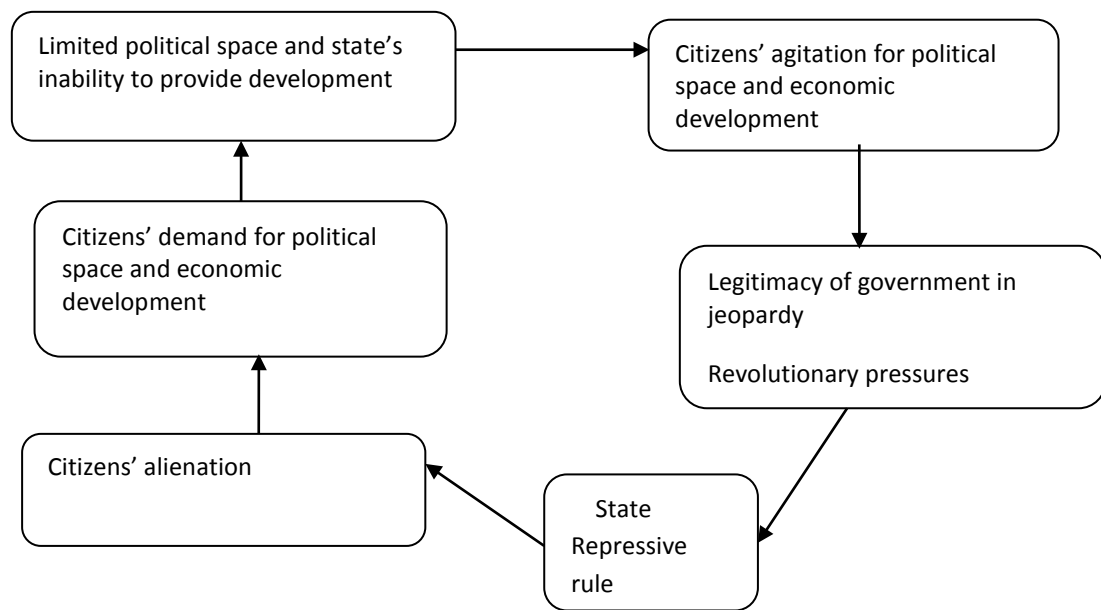 Limited political space and state’s
inability to provide development
Citizens’ agitation for political
space and economic
development
Citizens’ demand for political
space and economic
development
Legitimacy of government in
jeopardy
Revolutionary pressures
Citizens’ alienation
State
Repressive
rule